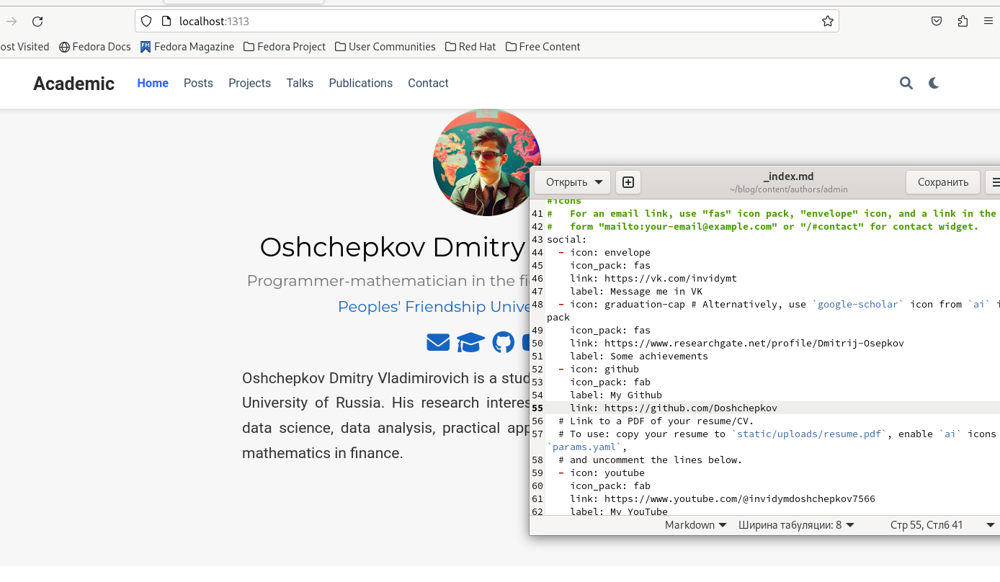 localhost:1313
ost Visited Fedora Docs Fedora Magazine Fedora Project User Communities Red Hat Free Content
Academic Home Posts Projects Talks Publications Contact
Oshchepkov Dmitry
Programmer-mathematician in the
Peoples' Friendship
Oshchepkov Dmitry Vladimirovich is a
University of Russia. His research
data science, data analysis, practical
mathematics in finance.
Открыть _index.md Сохранить
~/blog/content/authors/admin
#icons
41 #   For an email link, use "fas" icon pack, "envelope" icon, and a link in the
42 #   form "mailto:your-email@example.com" or "/#contact" for contact widget.
43 social:
44   - icon: envelope
45     icon_pack: fas
46     link: https://vk.com/invidymt
47     label: Message me in VK
48   - icon: graduation-cap # Alternatively, use `google-scholar` icon from `ai` i
pack
49     icon_pack: fas
50     link: https://www.researchgate.net/profile/Dmitrij-Osepkov
51     label: Some achievements
52   - icon: github
53     icon_pack: fab
54     label: My Github
55     link: https://github.com/Doshchepkov
56   # Link to a PDF of your resume/CV.
57   # To use: copy your resume to `static/uploads/resume.pdf`, enable `ai` icons
`params.yaml`,
58   # and uncomment the lines below.
59   - icon: youtube
60     icon_pack: fab
61     link: https://www.youtube.com/@invidymdoshchepkov7566
62     label: My YouTube
Markdown Ширина табуляции: 8 Стр 55, Стлб 41